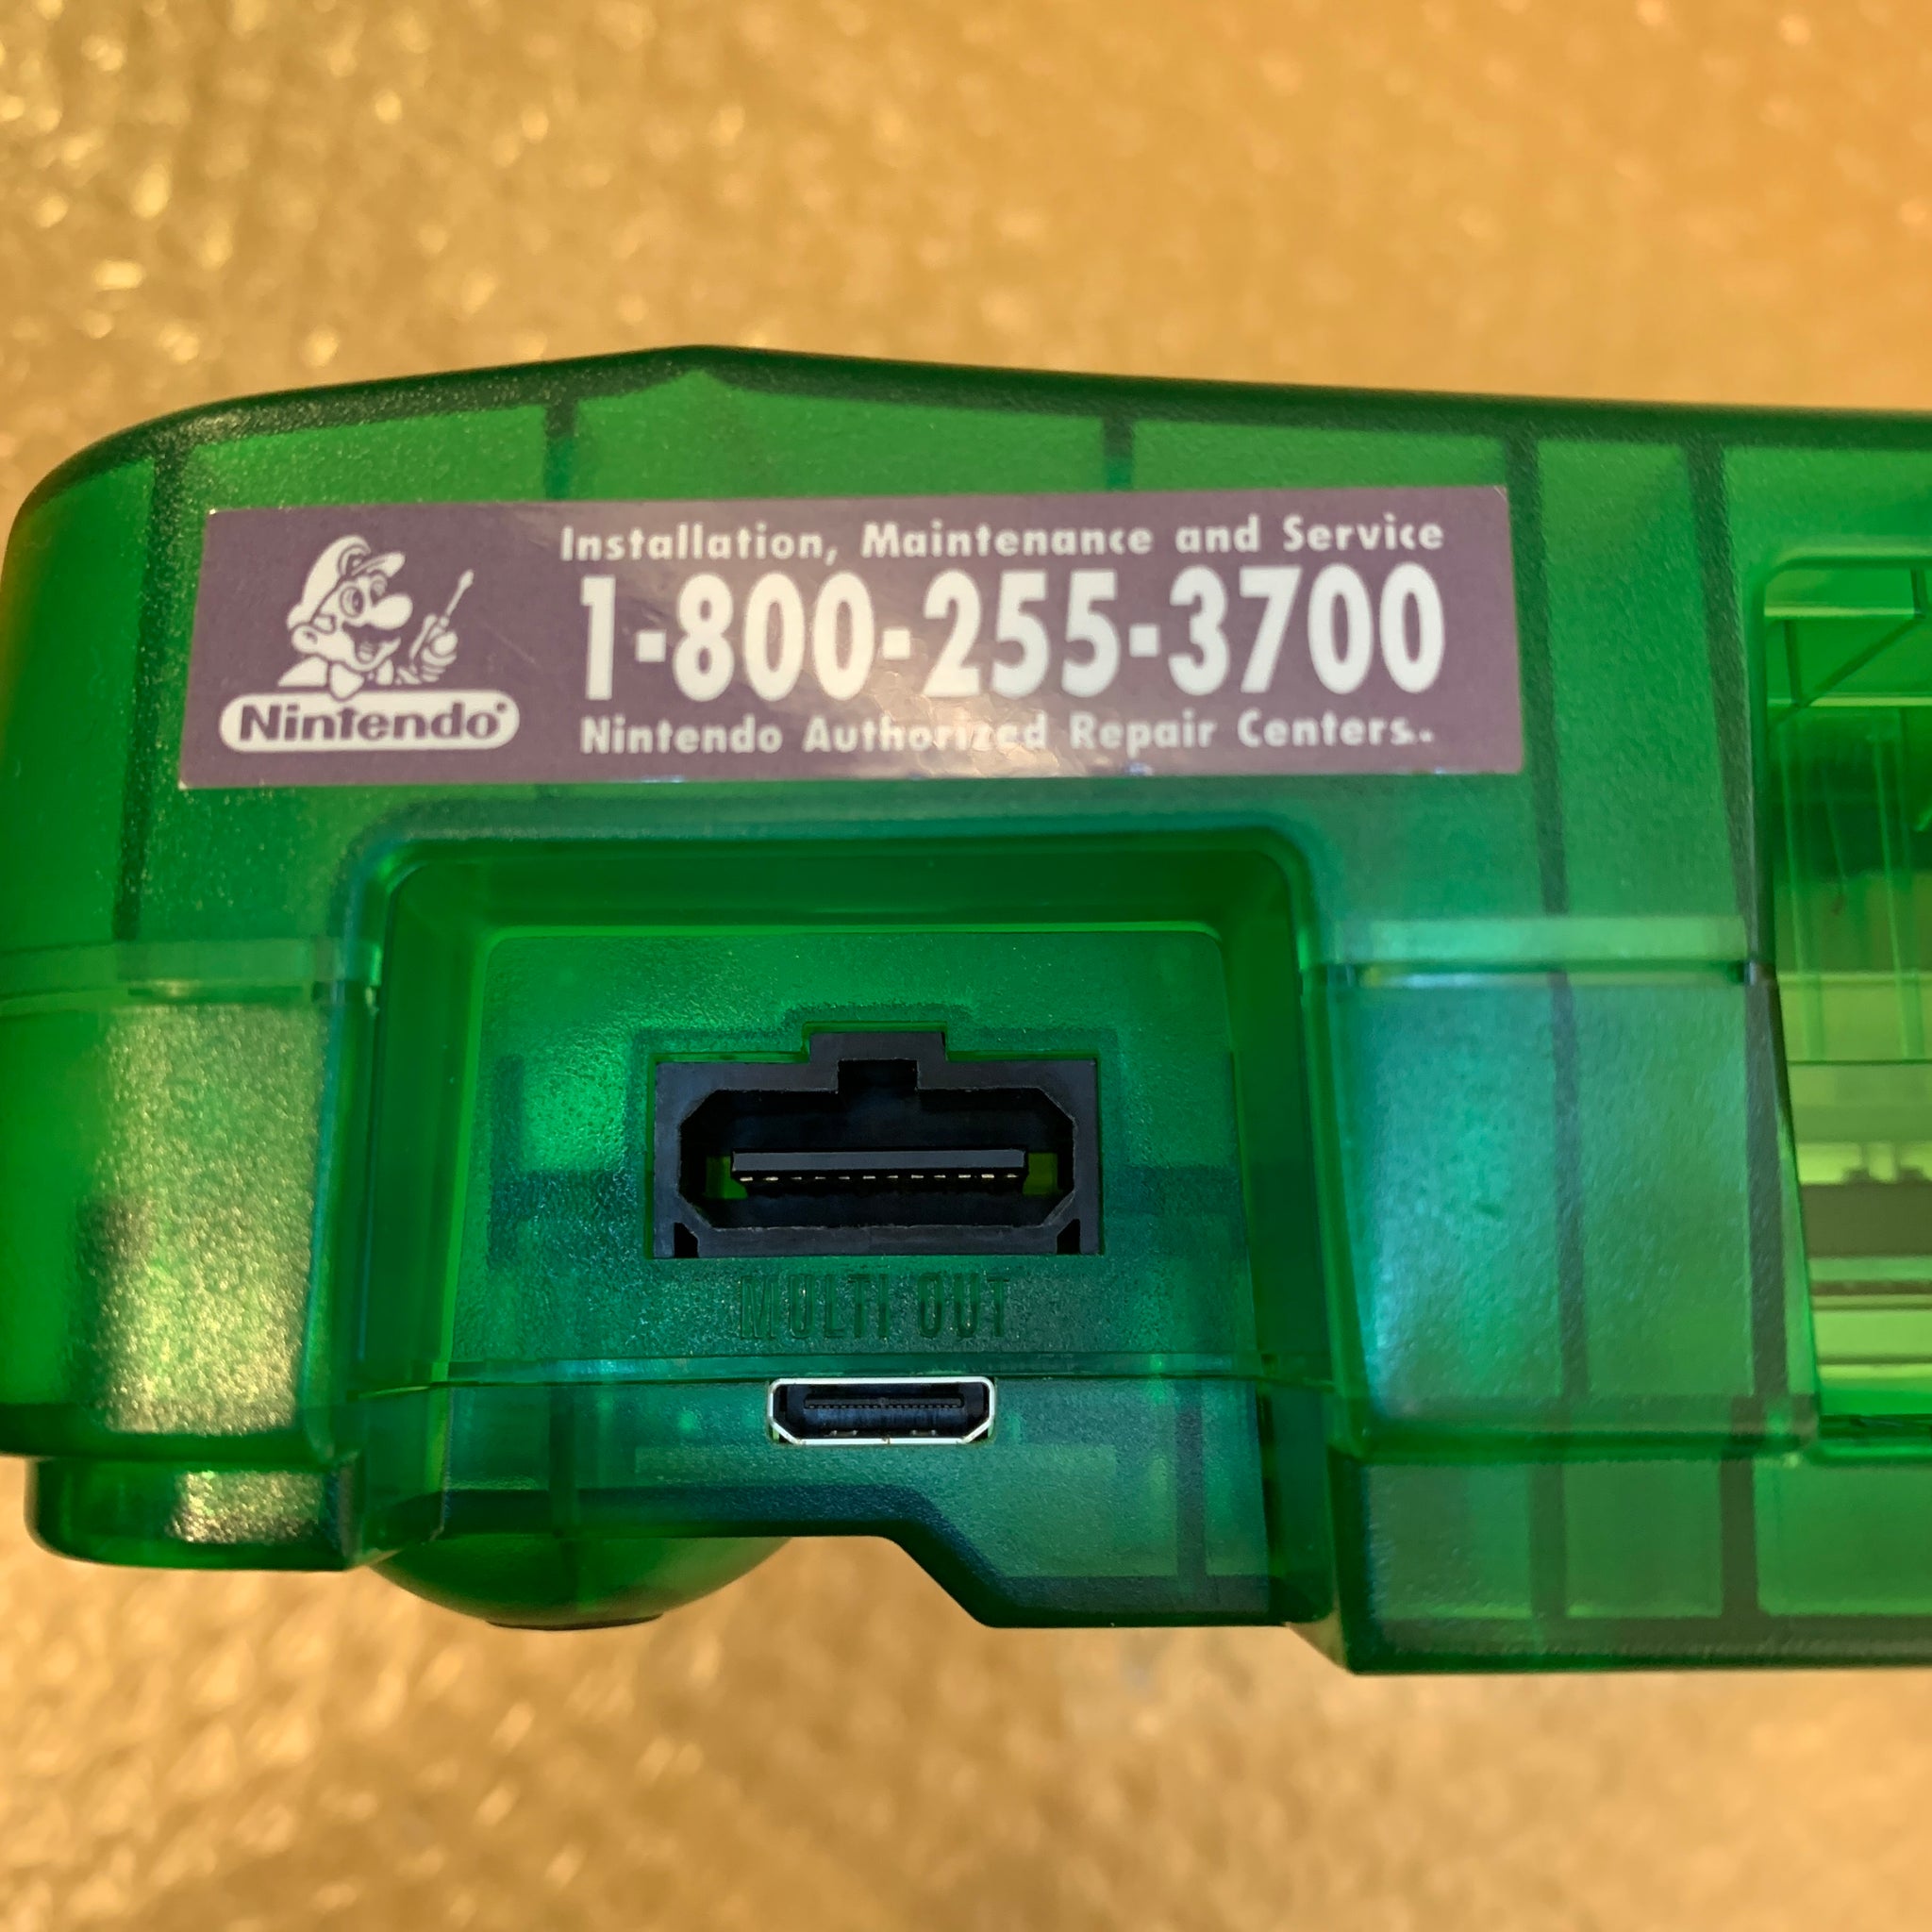 Installation, Maintenance and Service
1-800-255-3700
Nintendo Authorized Repair Centers
Nintendo®
MULTI OUT